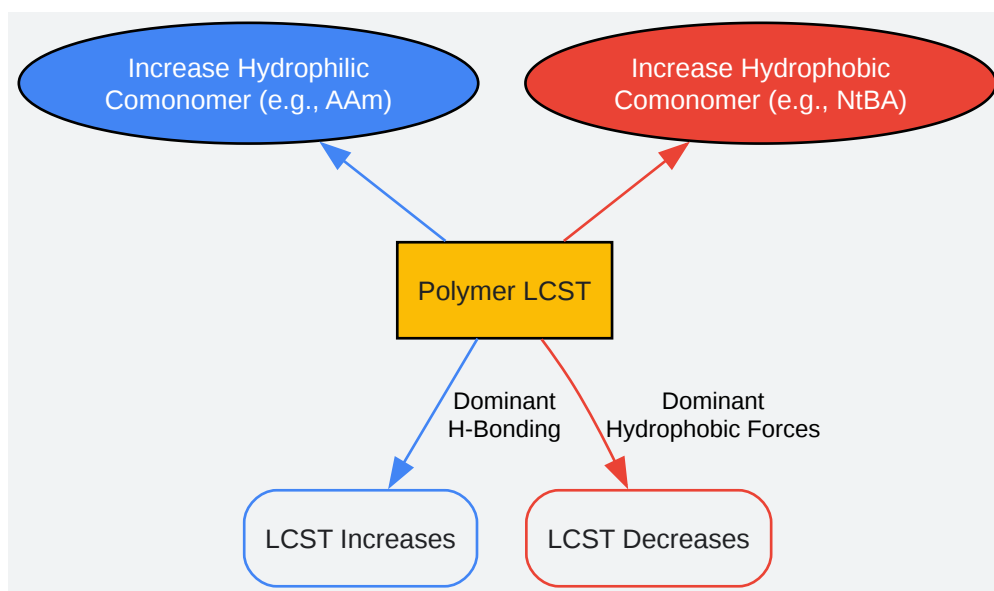 Increase Hydrophilic
Comonomer (e.g., AAm)
Increase Hydrophobic
Comonomer (e.g., NtBA)
Polymer LCST
Dominant
H-Bonding
Dominant
Hydrophobic Forces
LCST Increases
LCST Decreases